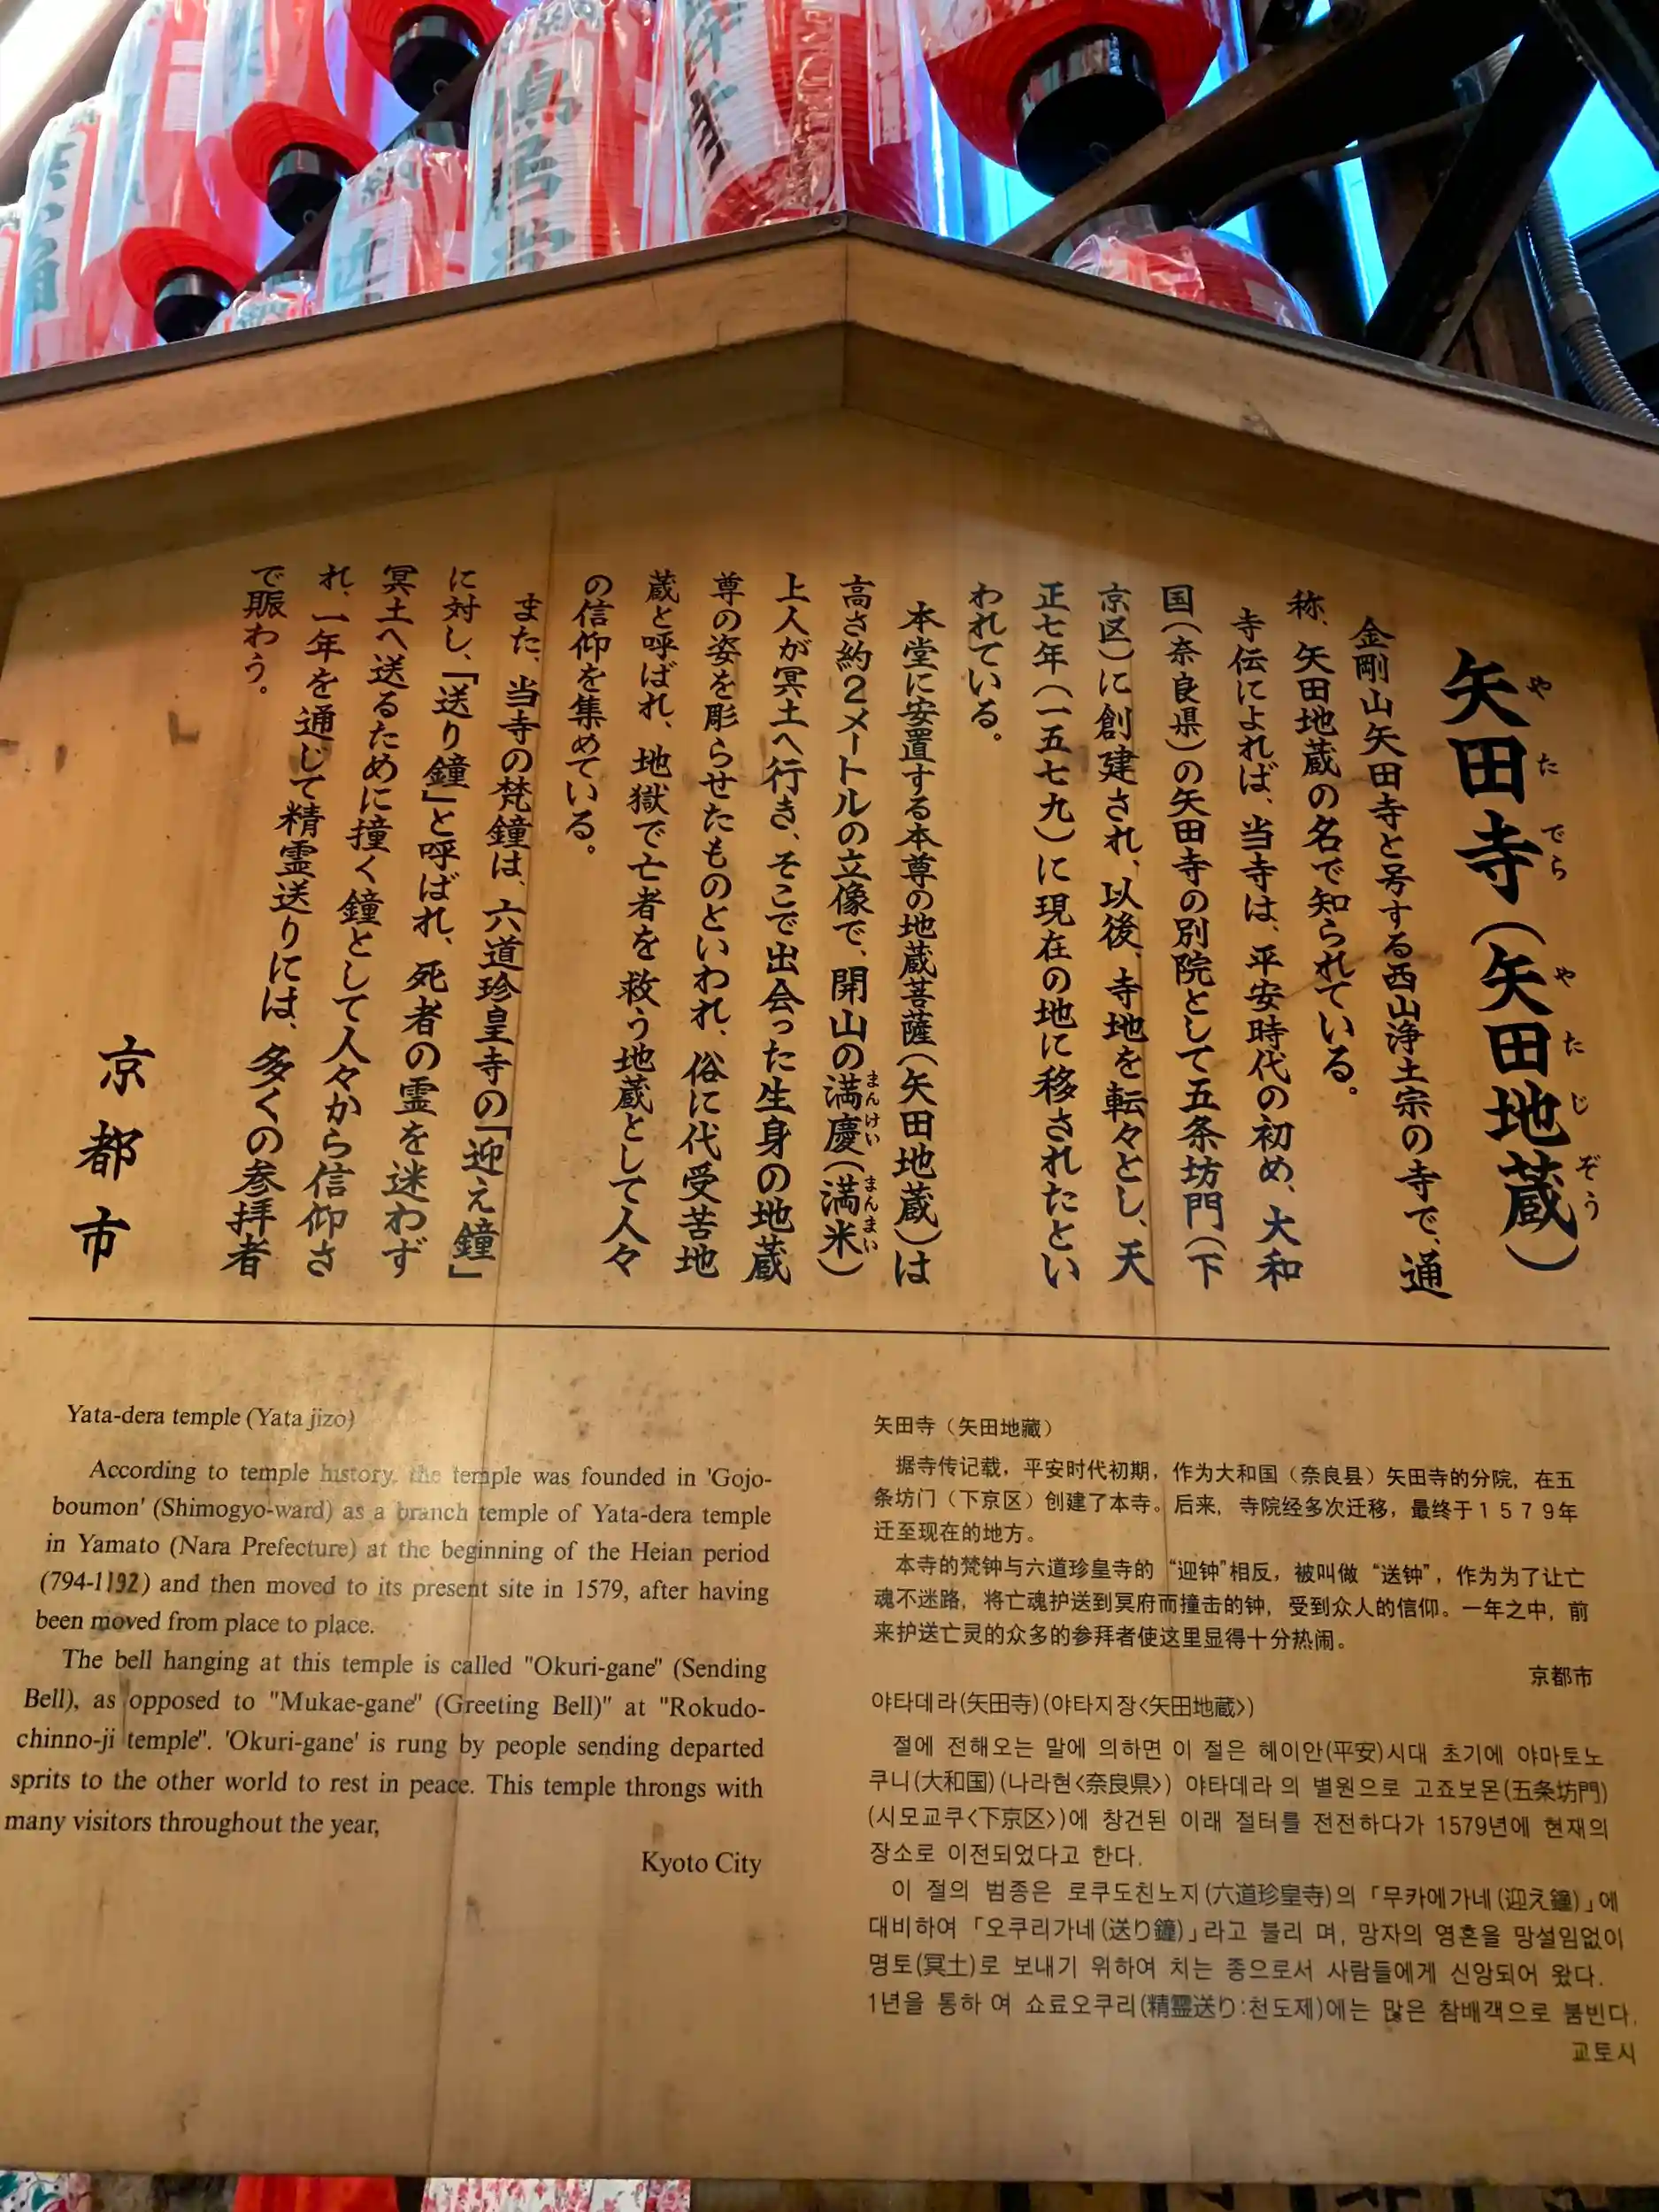 矢田寺(矢田地蔵)
やたでら
やたじぞう
金剛山矢田寺と号する西山浄土宗の寺で、通
称、矢田地蔵の名で知られている。
寺伝によれば、当寺は、平安時代の初め、大和
国(奈良県)の矢田寺の別院として五条坊門(下
京区)に創建され、以後、寺地を転々とし、天
正七年(一五七九)に現在の地に移されたとい
われている。
本堂に安置する本尊の地蔵菩薩(矢田地蔵)は
高さ約2メートルの立像で、開山の満慶(満米)
まんけい
まんまい
上人が冥土へ行き、そこで出会った生身の地蔵
尊の姿を彫らせたものといわれ、俗に代受苦地
蔵と呼ばれ、地獄で亡者を救う地蔵として人々
の信仰を集めている。
また、当寺の梵鐘は、六道珍皇寺の「迎え鐘」
に対し、「送り鐘」と呼ばれ、死者の霊を迷わず
冥土へ送るために撞く鐘として人々から信仰さ
れ、一年を通じて精霊送りには、多くの参拝者
で賑わう。
京都市
Yata-dera temple (Yata jizo)
According to temple history, the temple was founded in 'Gojo-
boumon' (Shimogyo-ward) as a branch temple of Yata-dera temple
in Yamato (Nara Prefecture) at the beginning of the Heian period
(794-1192) and then moved to its present site in 1579, after having
been moved from place to place.
The bell hanging at this temple is called "Okuri-gane" (Sending
Bell), as opposed to "Mukae-gane" (Greeting Bell)" at "Rokudo-
chinno-ji temple". 'Okuri-gane' is rung by people sending departed
sprits to the other world to rest in peace. This temple throngs with
many visitors throughout the year,
Kyoto City
矢田寺（矢田地藏）
据寺传记载，平安时代初期，作为大和国（奈良县）矢田寺的分院，在五
条坊门（下京区）创建了本寺。后来，寺院经多次迁移，最终于１５７９年
迁至现在的地方。
本寺的梵钟与六道珍皇寺的“迎钟”相反，被叫做“送钟”，作为为了让亡
魂不迷路，将亡魂护送到冥府而撞击的钟，受到众人的信仰。一年之中，前
来护送亡灵的众多的参拜者使这里显得十分热闹。
京都市
야타데라(矢田寺)(야타지장<矢田地蔵>)
절에 전해오는 말에 의하면 이 절은 헤이안(平安)시대 초기에 야마토노
쿠니(大和国)(나라현<奈良県>) 야타데라 의 별원으로 고죠보몬(五条坊門)
(시모교쿠<下京区>)에 창건된 이래 절터를 전전하다가 1579년에 현재의
장소로 이전되었다고 한다.
이 절의 범종은 로쿠도친노지(六道珍皇寺)의 「무카에가네(迎え鐘)」에
대비하여 「오쿠리가네(送り鐘)」라고 불리 며, 망자의 영혼을 망설임없이
명토(冥土)로 보내기 위하여 치는 종으로서 사람들에게 신앙되어 왔다.
1년을 통하 여 쇼료오쿠리(精霊送り:천도제)에는 많은 참배객으로 붐빈다.
교토시